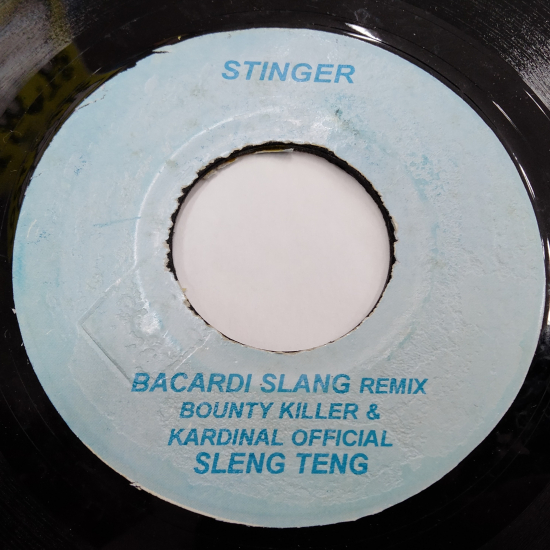 STINGER
BACARDI SLANG REMIX
BOUNTY KILLER &
KARDINAL OFFICIAL
SLENG TENG